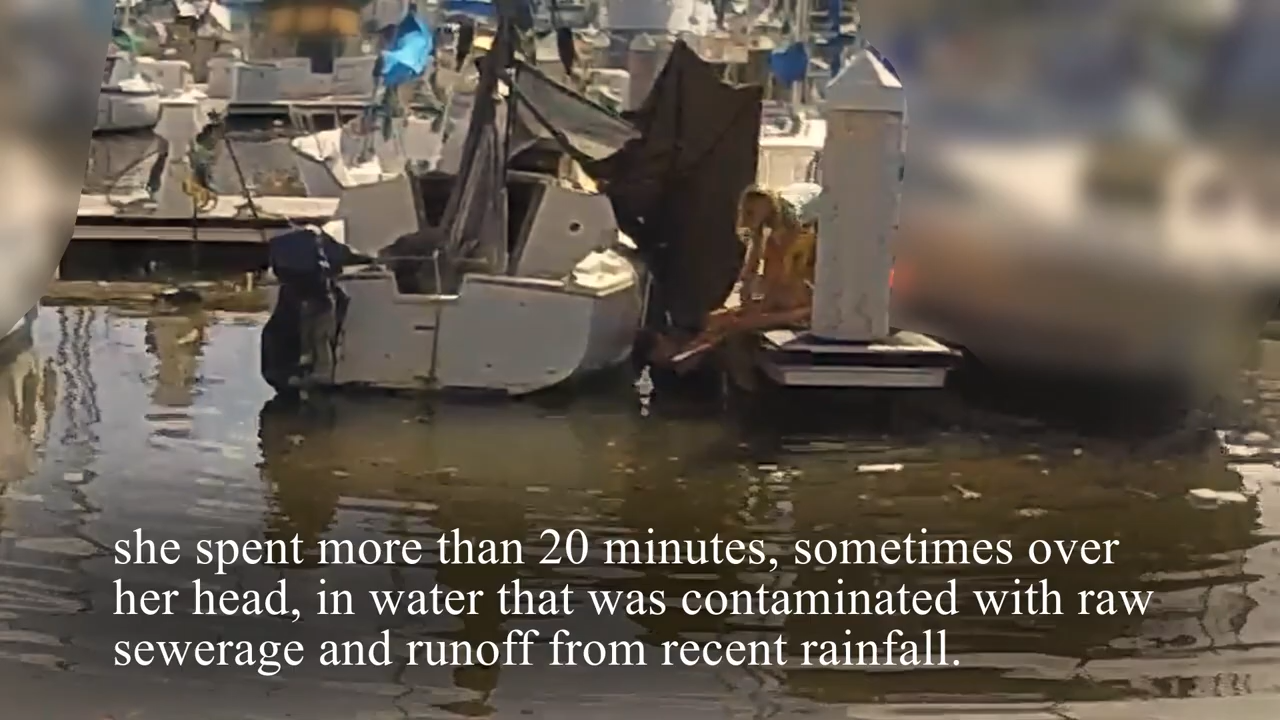 she spent more than 20 minutes, sometimes over
her head, in water that was contaminated with raw
sewerage and runoff from recent rainfall.